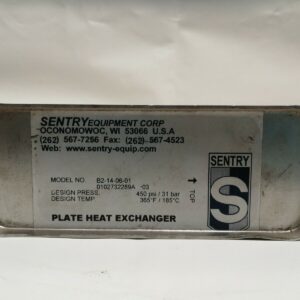 SENTRY EQUIPMENT CORP
OCONOMOWOC, WI 53066 U.S.A
(262) 567-7256 Fax: (262)-567-4523
Web: www.sentry-equip.com
MODEL NO. B2-14-06-01
0102732289A -03
DESIGN PRESS. 450 psi / 31 bar
DESIGN TEMP 365°F / 185°C
↑ TOP
PLATE HEAT EXCHANGER
SENTRY
S